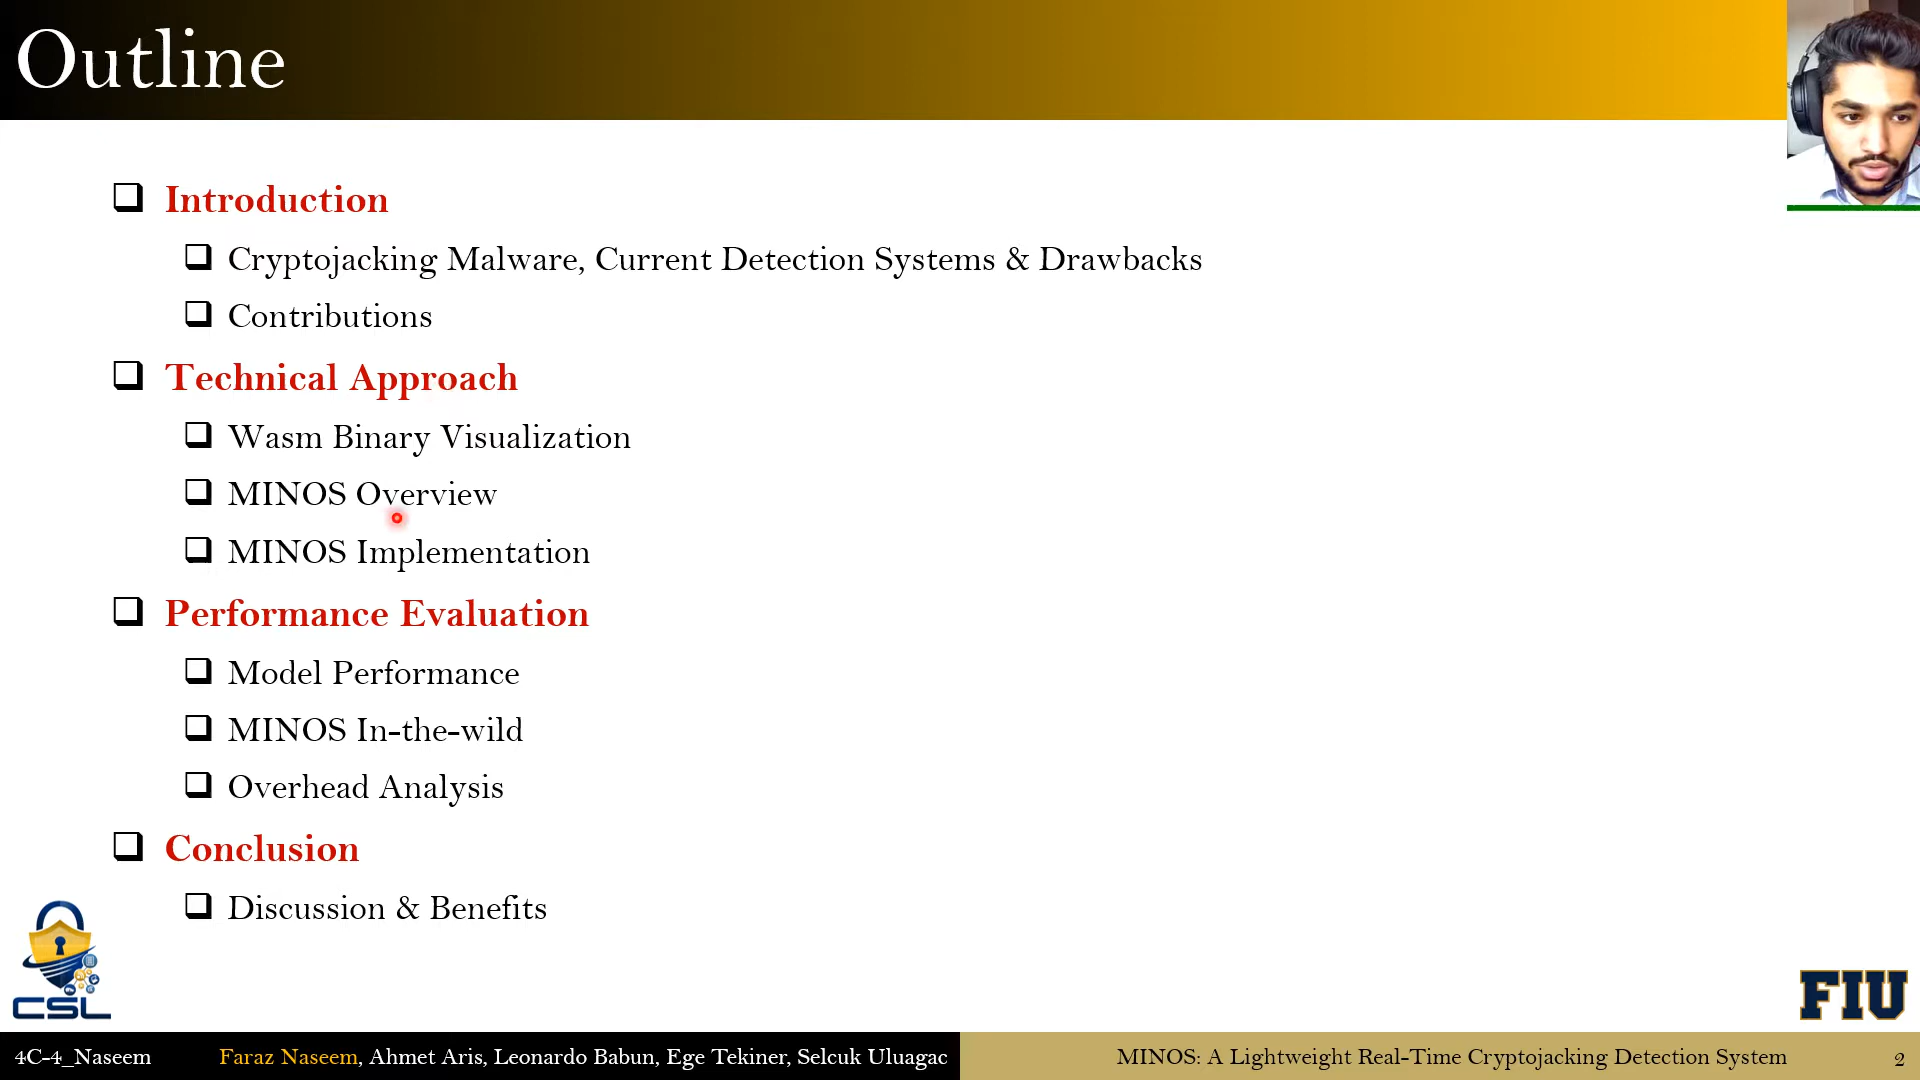 Outline
Introduction
Cryptojacking Malware, Current Detection Systems & Drawbacks
Contributions
Technical Approach
Wasm Binary Visualization
MINOS Overview
MINOS Implementation
Performance Evaluation
Model Performance
MINOS In-the-wild
Overhead Analysis
Conclusion
Discussion & Benefits
CSL
FIU
4C-4_Naseem
Faraz Naseem, Ahmet Aris, Leonardo Babun, Ege Tekiner, Selcuk Uluagac
MINOS: A Lightweight Real-Time Cryptojacking Detection System
2